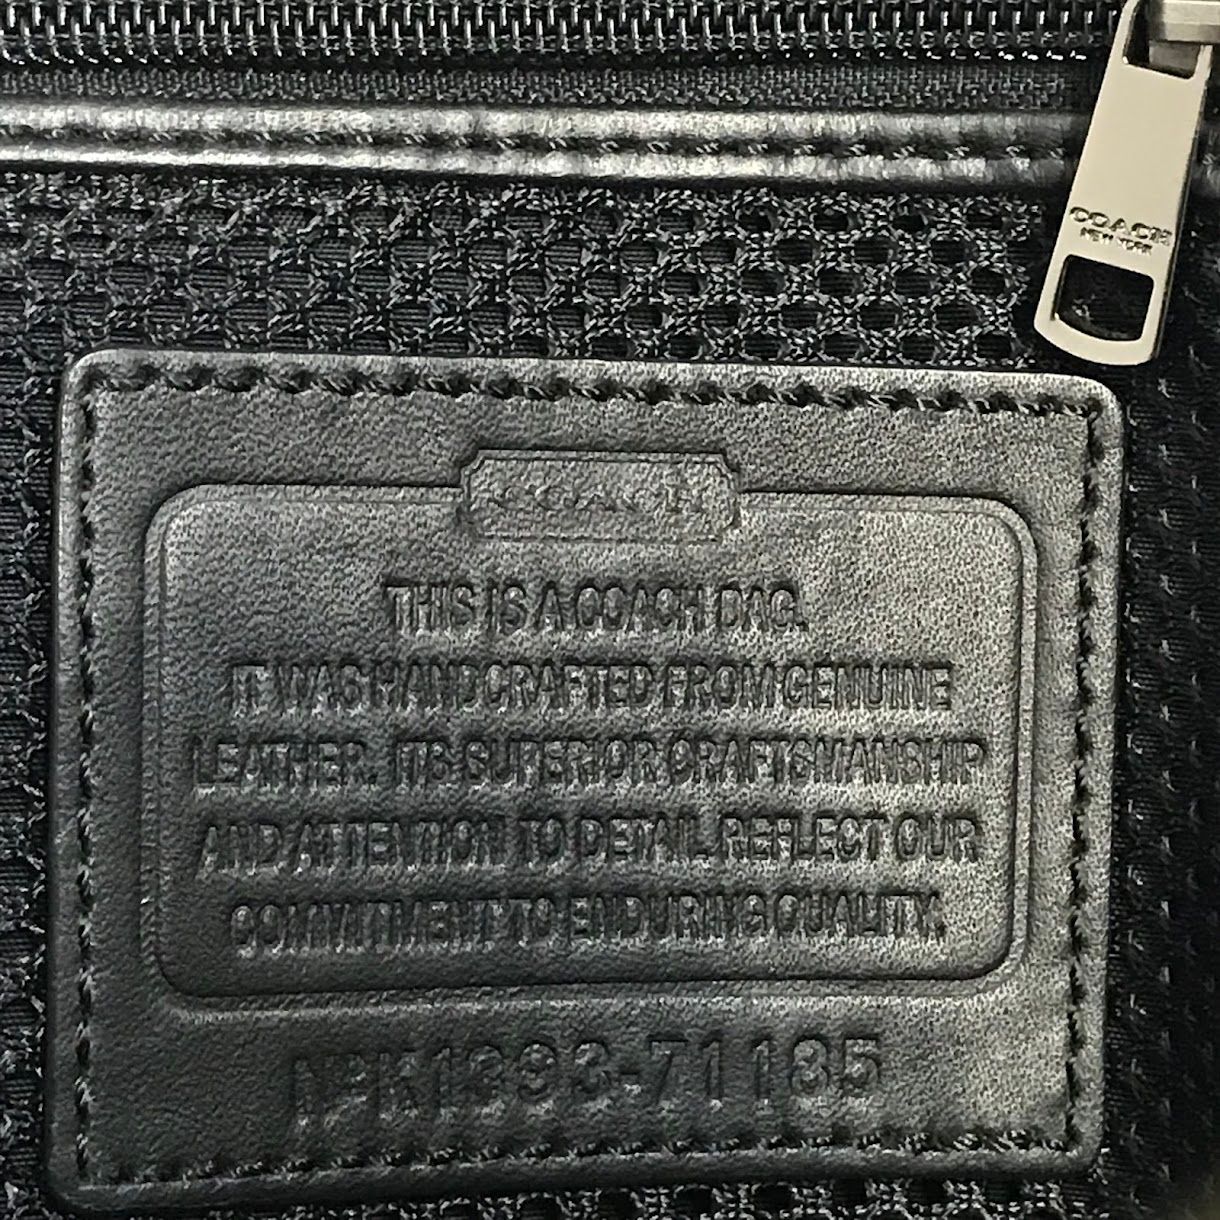 COACH
NEW YORK
COACH
THIS IS A COACH BAG.
IT WAS HANDCRAFTED FROM GENUINE
LEATHER. ITS SUPERIOR CRAFTSMANSHIP
AND ATTENTION TO DETAIL REFLECT OUR
COMMITMENT TO ENDURING QUALITY.